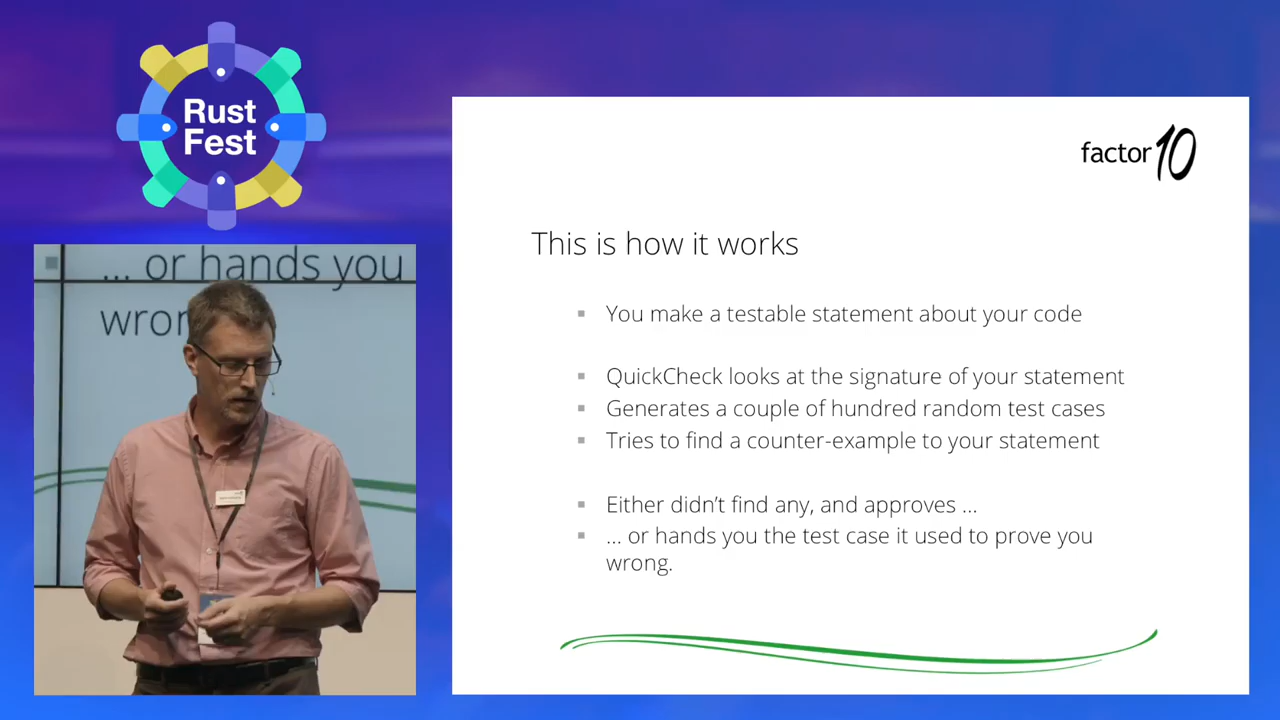 Rust
Fest
... or hands you
wron
factor10
This is how it works
You make a testable statement about your code
QuickCheck looks at the signature of your statement
Generates a couple of hundred random test cases
Tries to find a counter-example to your statement
Either didn’t find any, and approves ...
... or hands you the test case it used to prove you
wrong.